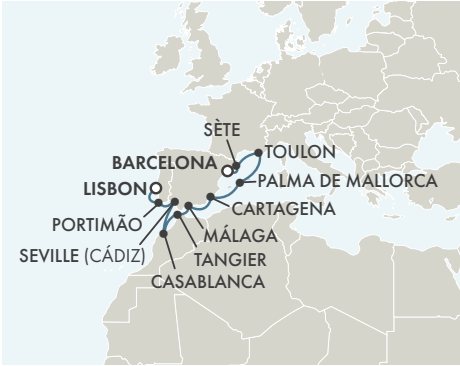 SÈTE
TOULON
BARCELONA
PALMA DE MALLORCA
LISBON
CARTAGENA
PORTIMÃO
MÁLAGA
SEVILLE (CÁDIZ)
TANGIER
CASABLANCA